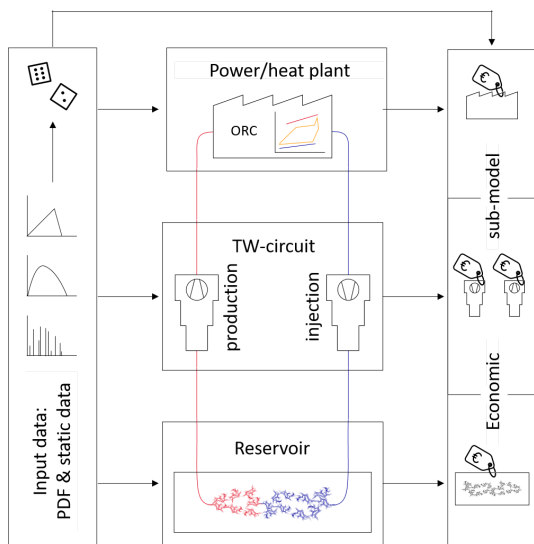 Power/heat plant
ORC
TW-circuit
production
injection
Reservoir
Input data:
PDF & static data
€
sub-model
€
€
Economic
€